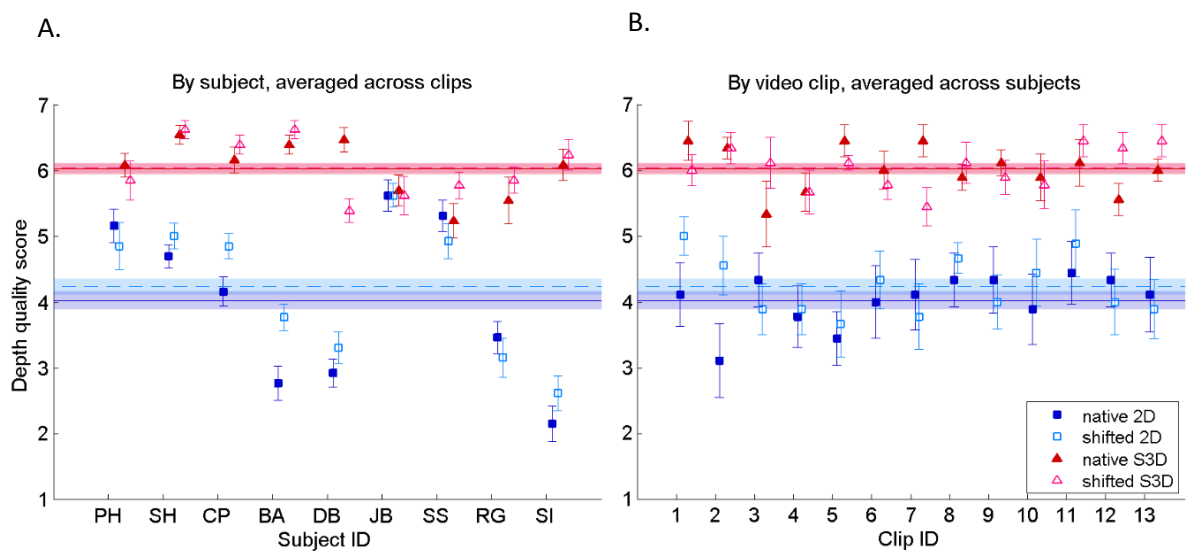 A.
By subject, averaged across clips
7
6
5
4
3
2
1
Depth quality score
PH SH CP BA DB JB SS RG SI
Subject ID
B.
By video clip, averaged across subjects
7
6
5
4
3
2
1
1 2 3 4 5 6 7 8 9 10 11 12 13
Clip ID
native 2D
shifted 2D
native S3D
shifted S3D